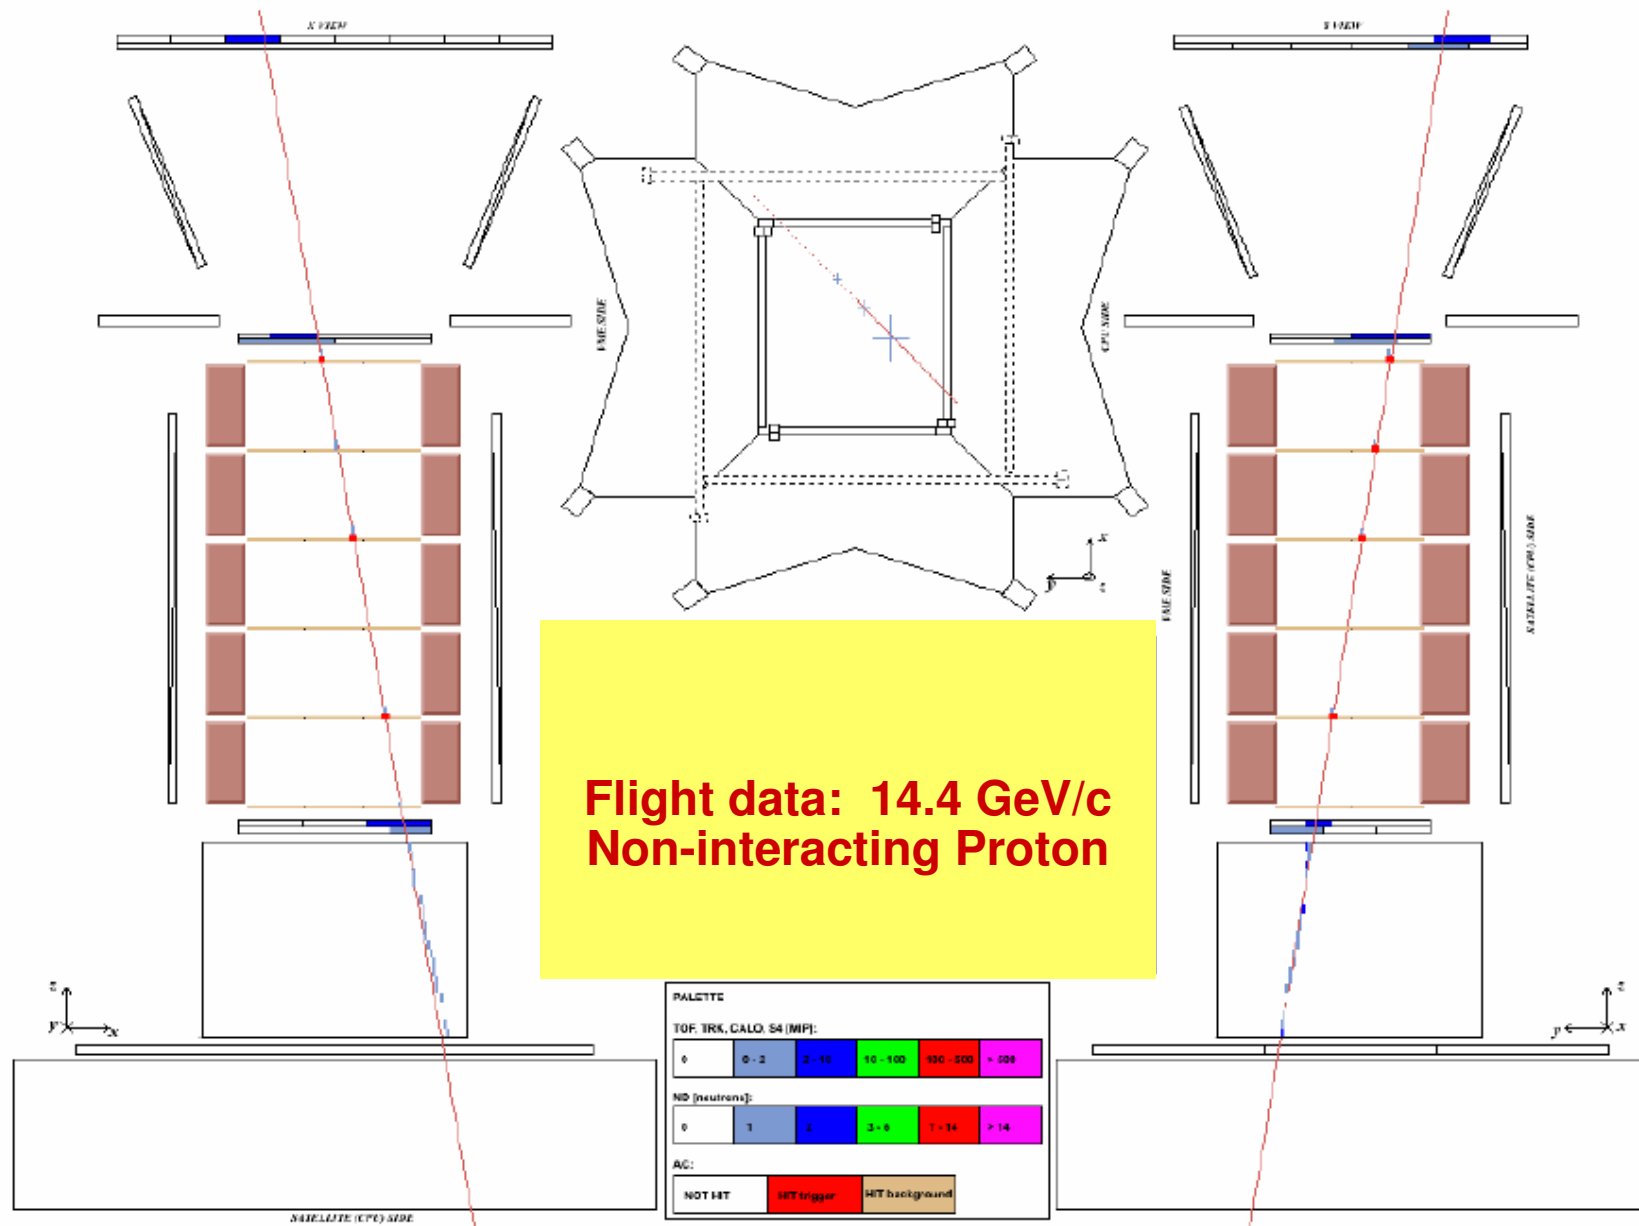 X VIEW
Y VIEW
VME SIDE
CPU SIDE
x
y
z
VME SIDE
SATELLITE (CPU) SIDE
Flight data: 14.4 GeV/c
Non-interacting Proton
z
y x
z
y x
PALETTE
TOF, TRK, CALO, S4 [MIP]:
0 0 - 2 2 - 10 10 - 100 100 - 500 > 500
ND [neutrons]:
0 1 2 3 - 6 7 - 14 > 14
AC:
NOT HIT HIT trigger HIT background
SATELLITE (CPU) SIDE